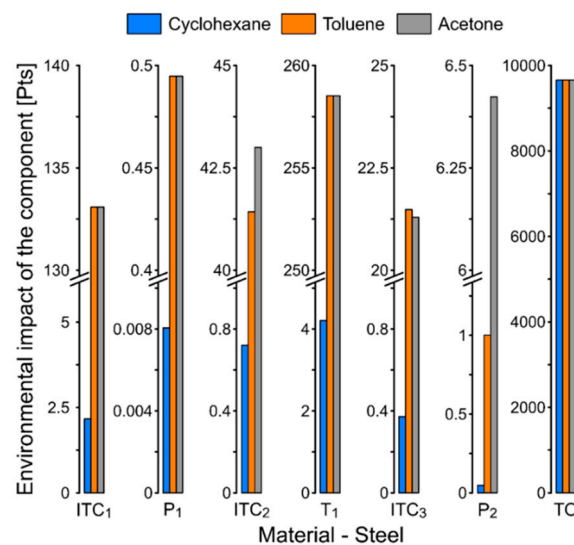 Cyclohexane Toluene Acetone
Environmental impact of the component [Pts]
140 0.5 45 260 25 6.5 10000
135 0.45 42.5 255 22.5 6.25 8000
130 0.4 40 250 20 6 6000
5 0.008 0.8 4 0.8 1 4000
2.5 0.004 0.4 2 0.4 0.5 2000
0 0 0 0 0 0 0
ITC₁ P₁ ITC₂ T₁ ITC₃ P₂ TC
Material - Steel